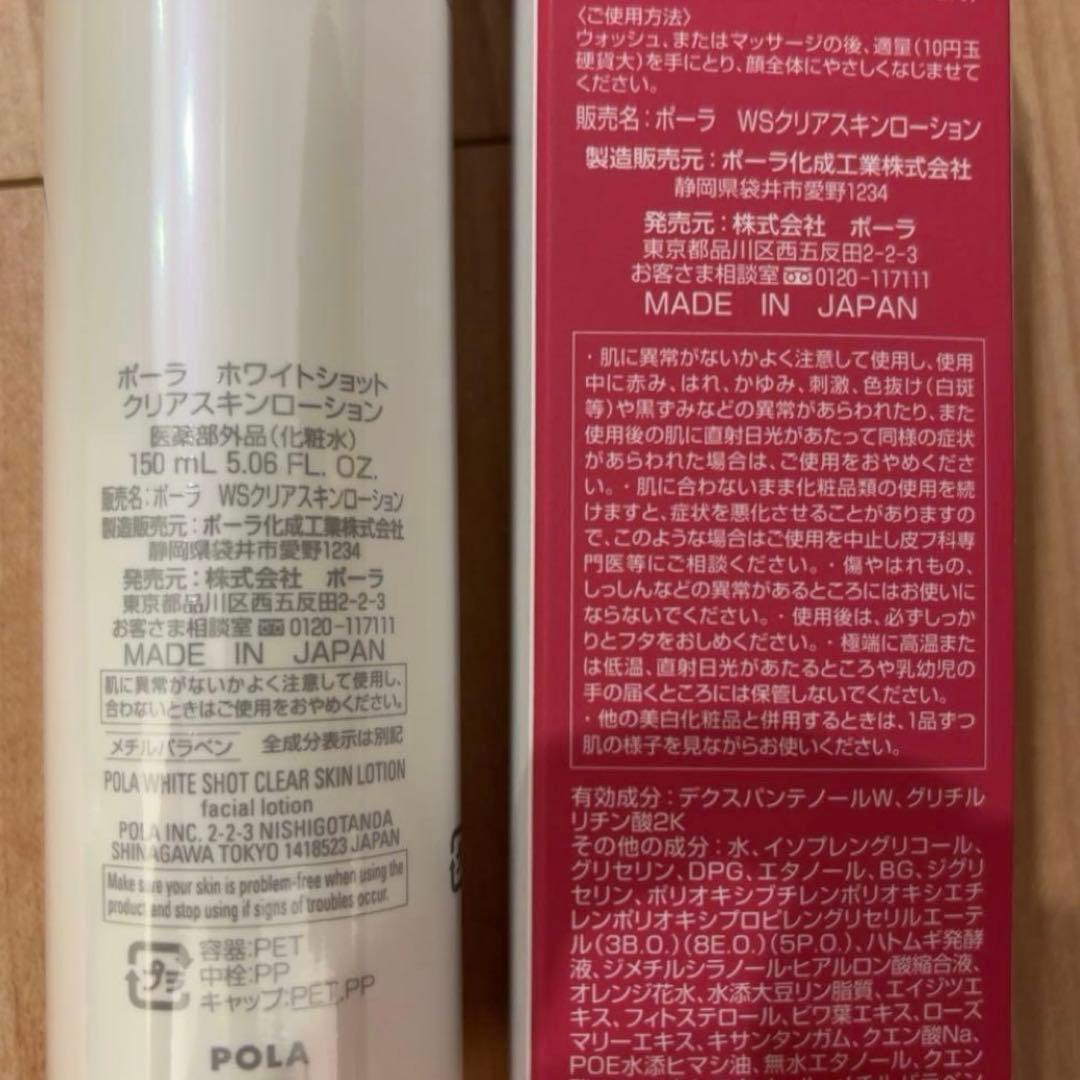 ポーラ ホワイトショット
クリアスキンローション
医薬部外品(化粧水)
150 mL 5.06 FL. OZ.
販売名:ポーラ WSクリアスキンローション
製造販売元:ポーラ化成工業株式会社
静岡県袋井市愛野1234
発売元:株式会社 ポーラ
東京都品川区西五反田2-2-3
お客さま相談室 0120-117111
MADE IN JAPAN
肌に異常がないかよく注意して使用し、
合わないときはご使用をおやめください。
メチルパラベン 全成分表示は別記
POLA WHITE SHOT CLEAR SKIN LOTION
facial lotion
POLA INC. 2-2-3 NISHIGOTANDA
SHINAGAWA TOKYO 1418523 JAPAN
Make sure your skin is problem-free when using the
product and stop using if signs of troubles occur.
プラ
容器:PET
中栓:PP
キャップ:PET,PP
POLA
〈ご使用方法〉
ウォッシュ、またはマッサージの後、適量(10円玉
硬貨大)を手にとり、顔全体にやさしくなじませて
ください。
販売名:ポーラ WSクリアスキンローション
製造販売元:ポーラ化成工業株式会社
静岡県袋井市愛野1234
発売元:株式会社 ポーラ
東京都品川区西五反田2-2-3
お客さま相談室 0120-117111
MADE IN JAPAN
・肌に異常がないかよく注意して使用し、使用
中に赤み、はれ、かゆみ、刺激、色抜け(白斑
等)や黒ずみなどの異常があらわれたり、また
使用後の肌に直射日光があたって同様の症状
があらわれた場合は、ご使用をおやめくださ
い。・肌に合わないまま化粧品類の使用を続
けますと、症状を悪化させることがありますの
で、このような場合はご使用を中止し皮フ科専
門医等にご相談ください。・傷やはれもの、
しっしんなどの異常があるところにはお使いに
ならないでください。・使用後は、必ずしっか
りとフタをおしめください。・極端に高温また
は低温、直射日光があたるところや乳幼児の
手の届くところには保管しないでください。
・他の美白化粧品と併用するときは、1品ずつ
肌の様子を見ながらお使いください。
有効成分:デクスパンテノールW、グリチル
リチン酸2K
その他の成分:水、イソプレングリコール、
グリセリン、DPG、エタノール、BG、ジグリ
セリン、ポリオキシブチレンポリオキシエチ
レンポリオキシプロピレングリセリルエーテ
ル(3B.O.)(8E.O.)(5P.O.)、ハトムギ発酵
液、ジメチルシラノール・ヒアルロン酸縮合液、
オレンジ花水、水添大豆リン脂質、エイジツエ
キス、フィトステロール、ビワ葉エキス、ローズ
マリーエキス、キサンタンガム、クエン酸Na、
POE水添ヒマシ油、無水エタノール、クエン